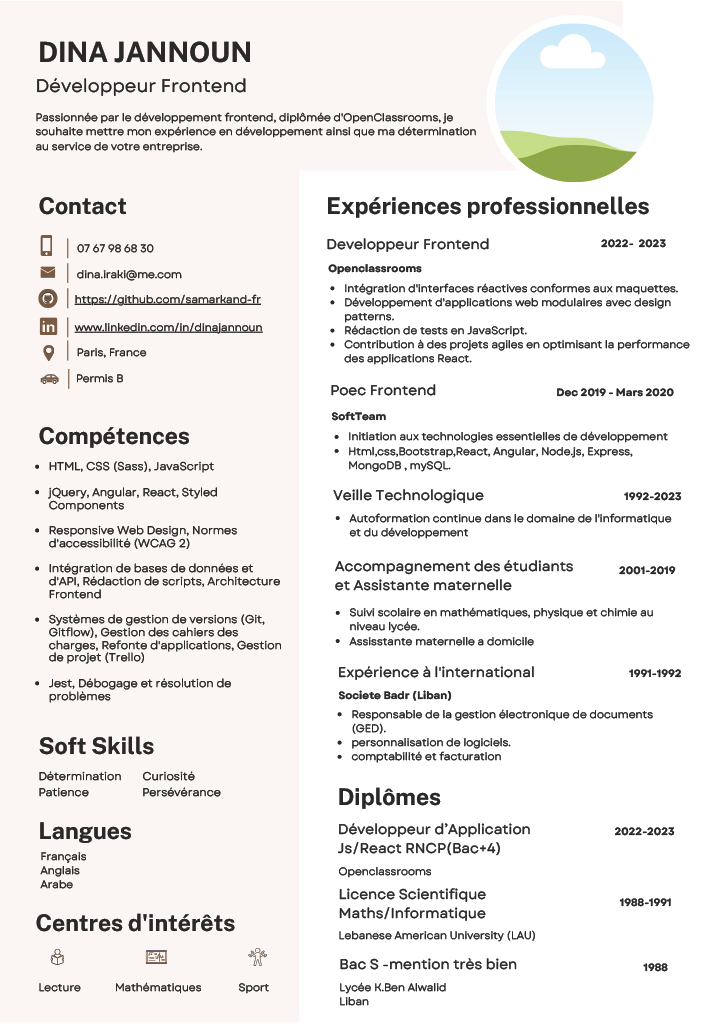 DINA JANNOUN
Développeur Frontend
Passionnée par le développement frontend, diplômée d'OpenClassrooms, je
souhaite mettre mon expérience en développement ainsi que ma détermination
au service de votre entreprise.
Contact
07 67 98 68 30
dina.iraki@me.com
https://github.com/samarkand-fr
www.linkedin.com/in/dinajannoun
Paris, France
Permis B
Compétences
• HTML, CSS (Sass), JavaScript
• jQuery, Angular, React, Styled
Components
• Responsive Web Design, Normes
d'accessibilité (WCAG 2)
• Intégration de bases de données et
d'API, Rédaction de scripts, Architecture
Frontend
• Systèmes de gestion de versions (Git,
Gitflow), Gestion des cahiers des
charges, Refonte d'applications, Gestion
de projet (Trello)
• Jest, Débogage et résolution de
problèmes
Soft Skills
Détermination Curiosité
Patience Persévérance
Langues
Français
Anglais
Arabe
Centres d'intérêts
Lecture Mathématiques Sport
Expériences professionnelles
Developpeur Frontend 2022- 2023
Openclassrooms
• Intégration d'interfaces réactives conformes aux maquettes.
• Développement d'applications web modulaires avec design
patterns.
• Rédaction de tests en JavaScript.
• Contribution à des projets agiles en optimisant la performance
des applications React.
Poec Frontend Dec 2019 - Mars 2020
SoftTeam
• Initiation aux technologies essentielles de développement
• Html,css,Bootstrap,React, Angular, Node.js, Express,
MongoDB , mySQL.
Veille Technologique 1992-2023
• Autoformation continue dans le domaine de l'informatique
et du développement
Accompagnement des étudiants
et Assistante maternelle 2001-2019
• Suivi scolaire en mathématiques, physique et chimie au
niveau lycée.
• Assisstante maternelle a domicile
Expérience à l'international 1991-1992
Societe Badr (Liban)
• Responsable de la gestion électronique de documents
(GED).
• personnalisation de logiciels.
• comptabilité et facturation
Diplômes
Développeur d’Application 2022-2023
Js/React RNCP(Bac+4)
Openclassrooms
Licence Scientifique
Maths/Informatique 1988-1991
Lebanese American University (LAU)
Bac S -mention très bien 1988
Lycée K.Ben Alwalid
Liban